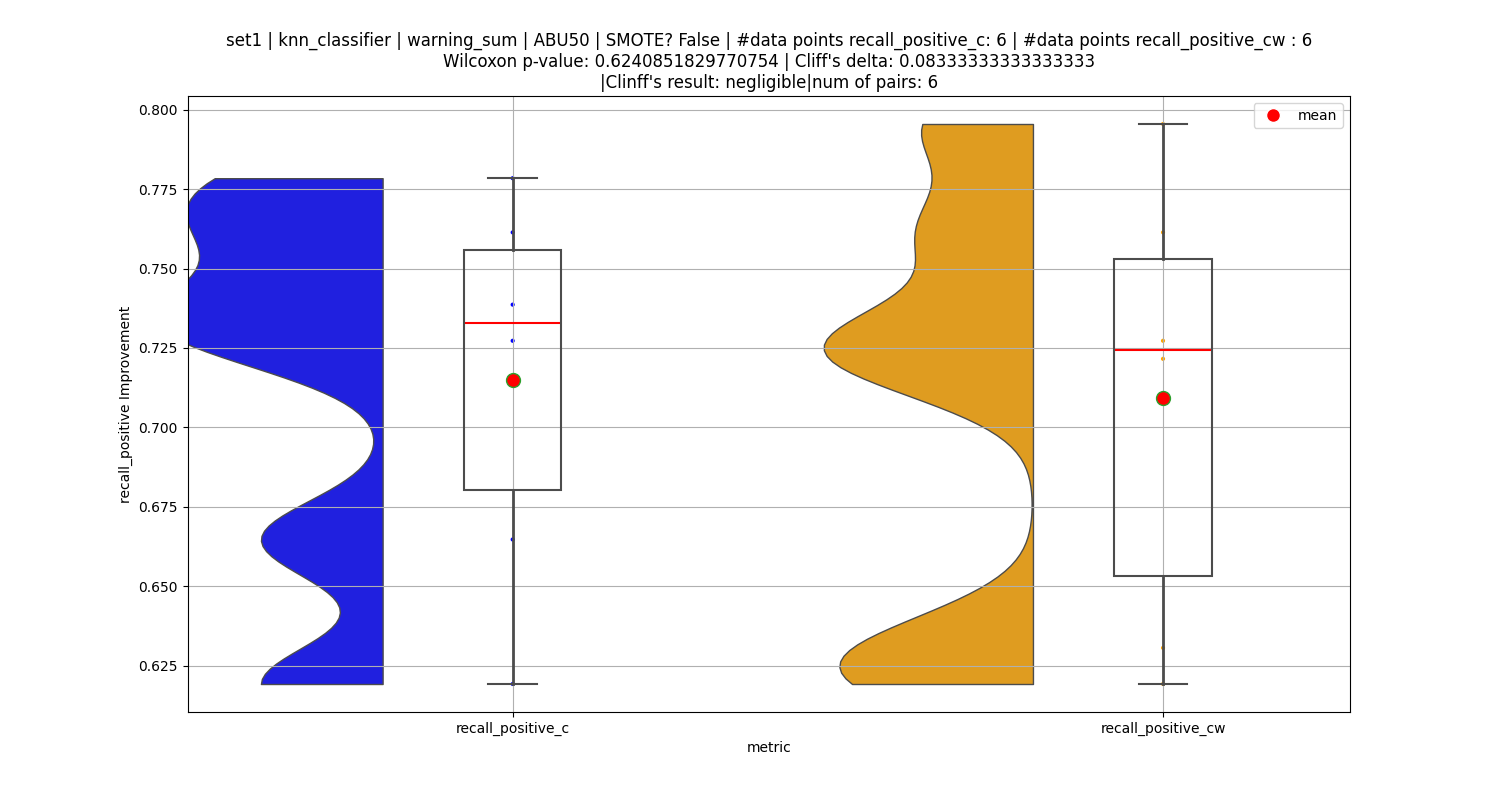 set1 | knn_classifier | warning_sum | ABU50 | SMOTE? False | #data points recall_positive_c: 6 | #data points recall_positive_cw : 6
Wilcoxon p-value: 0.6240851829770754 | Cliff's delta: 0.08333333333333333
|Clinff's result: negligible|num of pairs: 6
mean
0.800
0.775
0.750
0.725
0.700
0.675
0.650
0.625
recall_positive Improvement
recall_positive_c
recall_positive_cw
metric